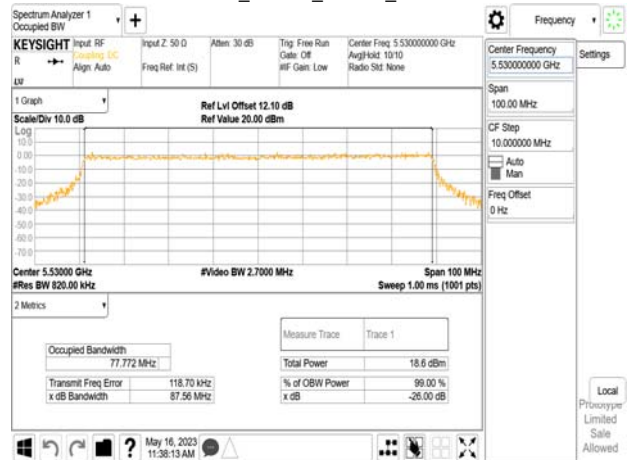 Spectrum Analyzer 1
Occupied BW
Frequency
KEYSIGHT
Input: RF
Coupling: DC
Align: Auto
Input Z: 50 Ω
Freq Ref: Int (S)
Atten: 30 dB
Trig: Free Run
Gate: Off
#IF Gain: Low
Center Freq: 5.530000000 GHz
Avg|Hold: 10/10
Radio Std: None
R
Center Frequency
5.530000000 GHz
Settings
Span
100.00 MHz
CF Step
10.000000 MHz
Auto
Man
Freq Offset
0 Hz
1 Graph
Scale/Div 10.0 dB
Ref Lvl Offset 12.10 dB
Ref Value 20.00 dBm
Log
10.0
0.00
-10.0
-20.0
-30.0
-40.0
-50.0
-60.0
-70.0
Center 5.53000 GHz
#Res BW 820.00 kHz
#Video BW 2.7000 MHz
Span 100 MHz
Sweep 1.00 ms (1001 pts)
2 Metrics
Measure Trace
Trace 1
Occupied Bandwidth
77.772 MHz
Total Power
18.6 dBm
Transmit Freq Error
118.70 kHz
% of OBW Power
99.00 %
x dB Bandwidth
87.56 MHz
x dB
-26.00 dB
Local
Prototype
Limited
Sale
Allowed
?
May 16, 2023
11:38:13 AM